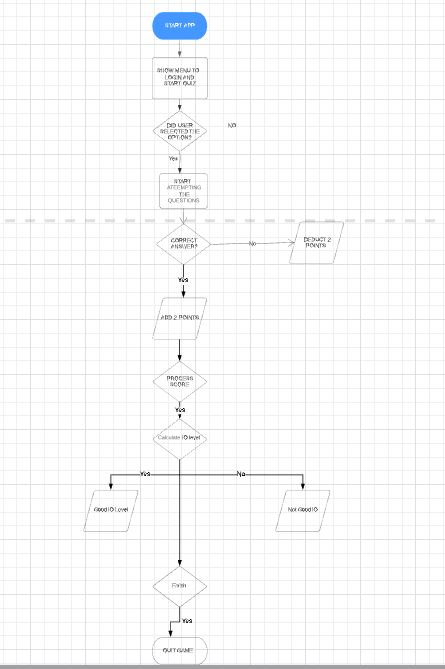 START APP
SHOW MENU TO
LOGIN AND
START QUIZ
DID USER
SELECTED THE
OPTION?
NO
Yes
START
ATEEMPTING
THE
QUESTIONS
CORRECT
ANSWER?
No
DEDUCT 2
POINTS
Yes
ADD 2 POINTS
PROCESS
SCORE
Yes
Calculate IQ level
Yes
No
Good IQ Level
Not Good IQ
Finish
Yes
QUIT GAME